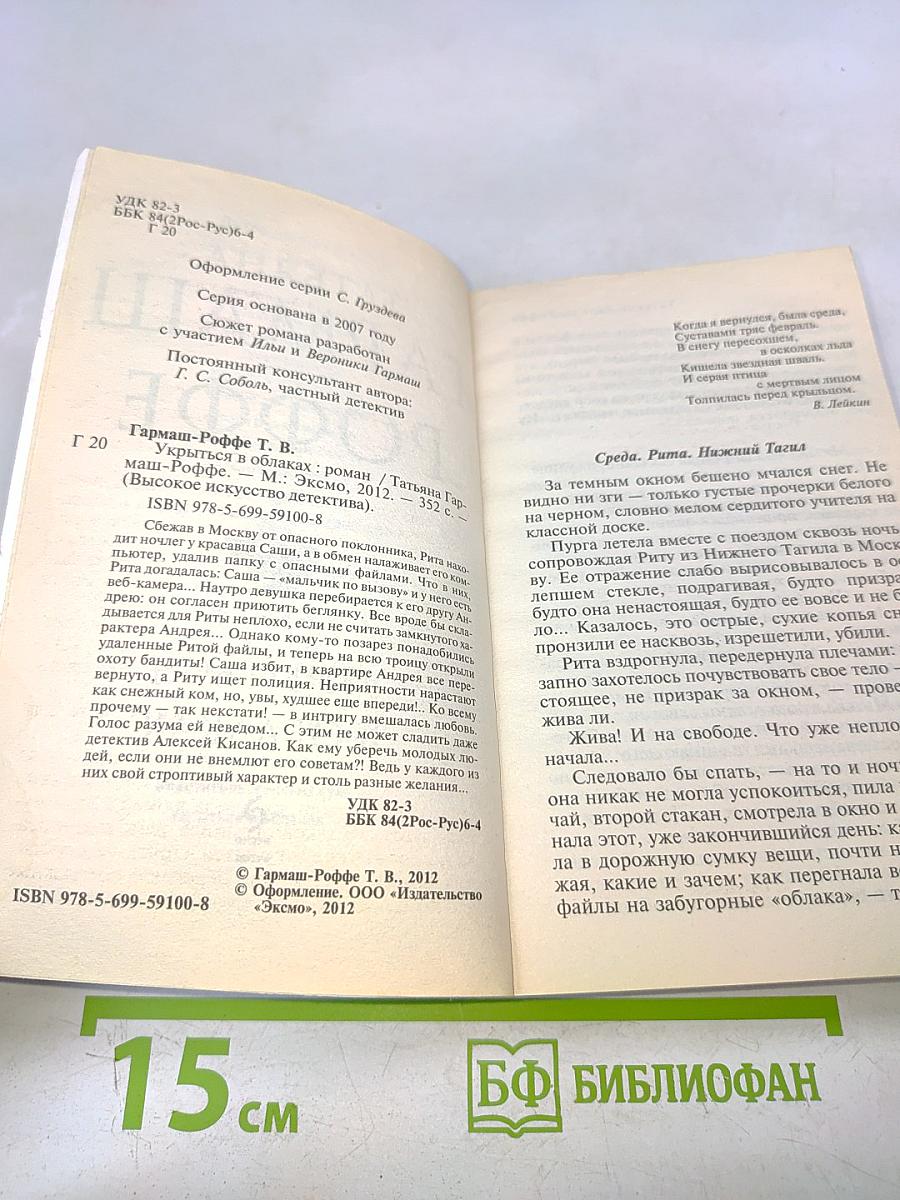 УДК 82-3
ББК 84(2Рос-Рус)6-4
Г 20
Оформление серии С. Груздева
Серия основана в 2007 году
Сюжет романа разработан
с участием Ильи и Вероники Гармаш
Постоянный консультант автора:
Г. С. Соболь, частный детектив
Гармаш-Роффе Т. В.
Г 20 Укрыться в облаках : роман / Татьяна Гар-
маш-Роффе. — М.: Эксмо, 2012. — 352 с. —
(Высокое искусство детектива).
ISBN 978-5-699-59100-8
Сбежав в Москву от опасного поклонника, Рита нахо-
дит ночлег у красавца Саши, а в обмен налаживает его ком-
пьютер, удалив папку с опасными файлами. Что в них,
Рита догадалась: Саша — «мальчик по вызову» и у него есть
веб-камера... Наутро девушка перебирается к его другу Ан-
дрею: он согласен приютить беглянку. Все вроде бы скла-
дывается для Риты неплохо, если не считать замкнутого ха-
рактера Андрея... Однако кому-то позарез понадобились
удаленные Ритой файлы, и теперь на всю троицу открыли
охоту бандиты! Саша избит, в квартире Андрея все пере-
вернуто, а Риту ищет полиция. Неприятности нарастают
как снежный ком, но, увы, худшее еще впереди!.. Ко всему
прочему — так некстати! — в интригу вмешалась любовь.
Голос разума ей неведом... С этим не может сладить даже
детектив Алексей Кисанов. Как ему уберечь молодых лю-
дей, если они не внемлют его советам?! Ведь у каждого из
них свой строптивый характер и столь разные желания...
УДК 82-3
ББК 84(2Рос-Рус)6-4
© Гармаш-Роффе Т. В., 2012
© Оформление. ООО «Издательство
«Эксмо», 2012
ISBN 978-5-699-59100-8
Когда я вернулся, была среда,
Суставами тряс февраль.
В снегу пересохшем,
в осколках льда
Кишела звездная шваль.
И серая птица
с мертвым лицом
Толпилась перед крыльцом.
В. Лейкин
Среда. Рита. Нижний Тагил
За темным окном бешено мчался снег. Не
видно ни зги — только густые прочерки белого
на черном, словно мелом сердитого учителя на
классной доске.
Пурга летела вместе с поездом сквозь ночь,
сопровождая Риту из Нижнего Тагила в Моск
ву. Ее отражение слабо вырисовывалось в ос
лепшем стекле, подрагивая, будто призра
будто она ненастоящая, будто ее вовсе и не б
ло... Казалось, это острые, сухие копья сн
пронзили ее насквозь, изрешетили, убили.
Рита вздрогнула, передернула плечами:
запно захотелось почувствовать свое тело —
стоящее, не призрак за окном, — прове
жива ли.
Жива! И на свободе. Что уже непло
начала...
Следовало бы спать, — на то и ноч
она никак не могла успокоиться, пила
чай, второй стакан, смотрела в окно и
нала этот, уже закончившийся день: к
ла в дорожную сумку вещи, почти н
жая, какие и зачем; как перегнала в
файлы на забугорные «облака», — т
15 см
БФ БИБЛИОФАН